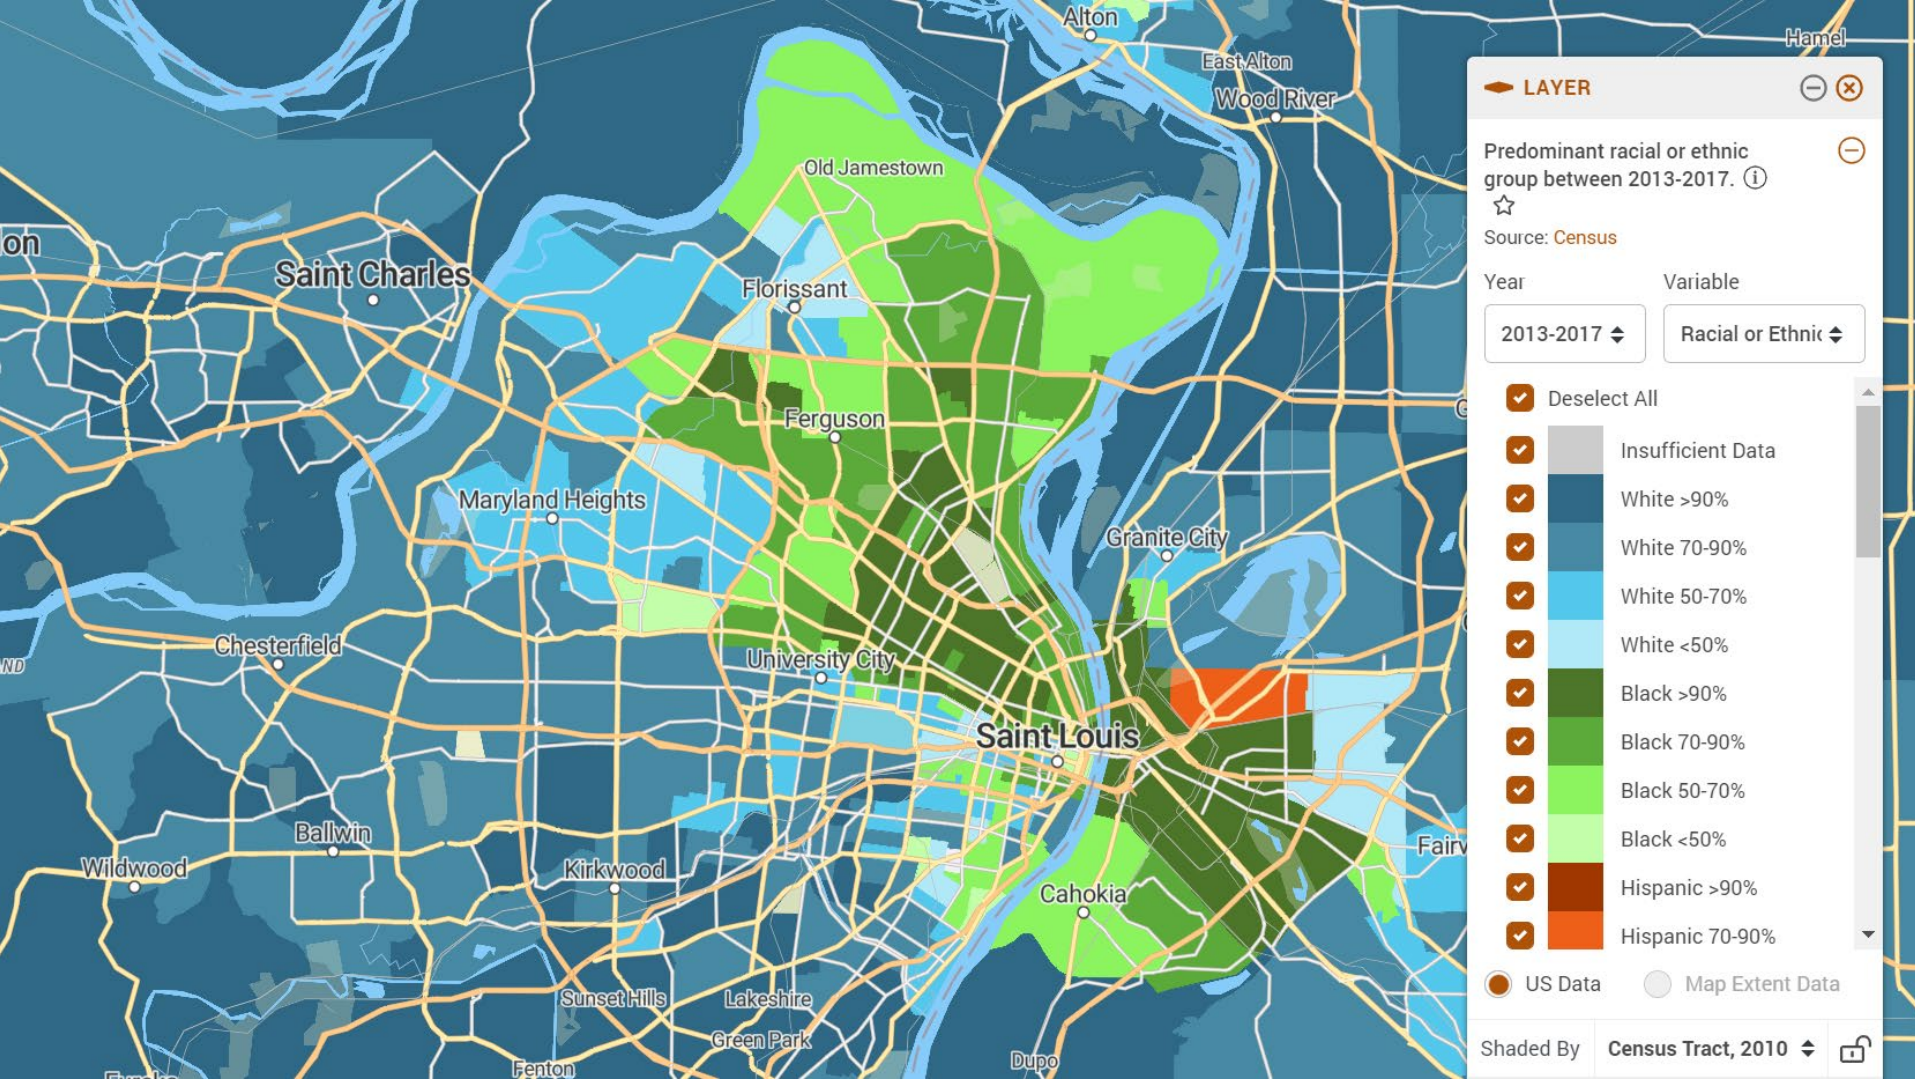 Alton
Hamel
East Alton
Wood River
Old Jamestown
Saint Charles
Florissant
Ferguson
Maryland Heights
Granite City
Chesterfield
ND
University City
Saint Louis
Ballwin
Wildwood
Kirkwood
Cahokia
Sunset Hills
Lakeshire
Green Park
Dupo
Fenton
LAYER
Predominant racial or ethnic
group between 2013-2017.
Source: Census
Year
Variable
2013-2017
Racial or Ethnic
Deselect All
Insufficient Data
White >90%
White 70-90%
White 50-70%
White <50%
Black >90%
Black 70-90%
Black 50-70%
Black <50%
Hispanic >90%
Hispanic 70-90%
US Data
Map Extent Data
Shaded By
Census Tract, 2010